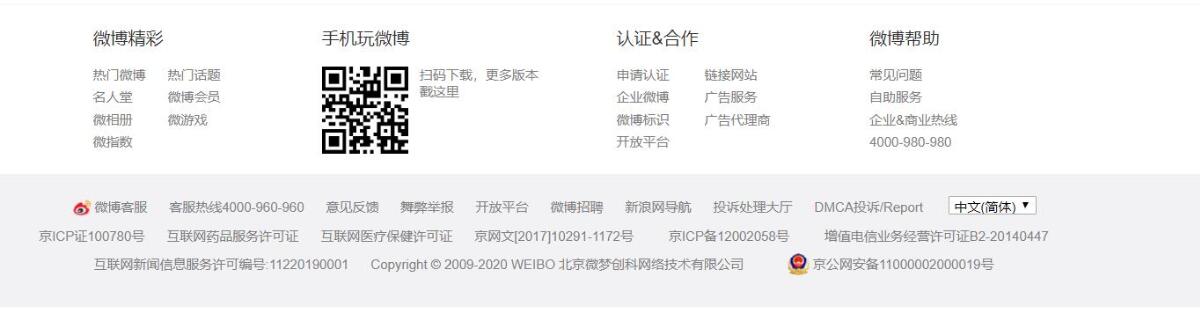 微博精彩
热门微博 热门话题
名人堂 微博会员
微相册 微游戏
微指数
手机玩微博
扫码下载，更多版本
戳这里
认证&合作
申请认证 链接网站
企业微博 广告服务
微博标识 广告代理商
开放平台
微博帮助
常见问题
自助服务
企业&商业热线
4000-980-980
微博客服 客服热线4000-960-960 意见反馈 舞弊举报 开放平台 微博招聘 新浪网导航 投诉处理大厅 DMCA投诉/Report 中文(简体)
京ICP证100780号 互联网药品服务许可证 互联网医疗保健许可证 京网文[2017]10291-1172号 京ICP备12002058号 增值电信业务经营许可证B2-20140447
互联网新闻信息服务许可编号:11220190001 Copyright © 2009-2020 WEIBO 北京微梦创科网络技术有限公司 京公网安备11000002000019号